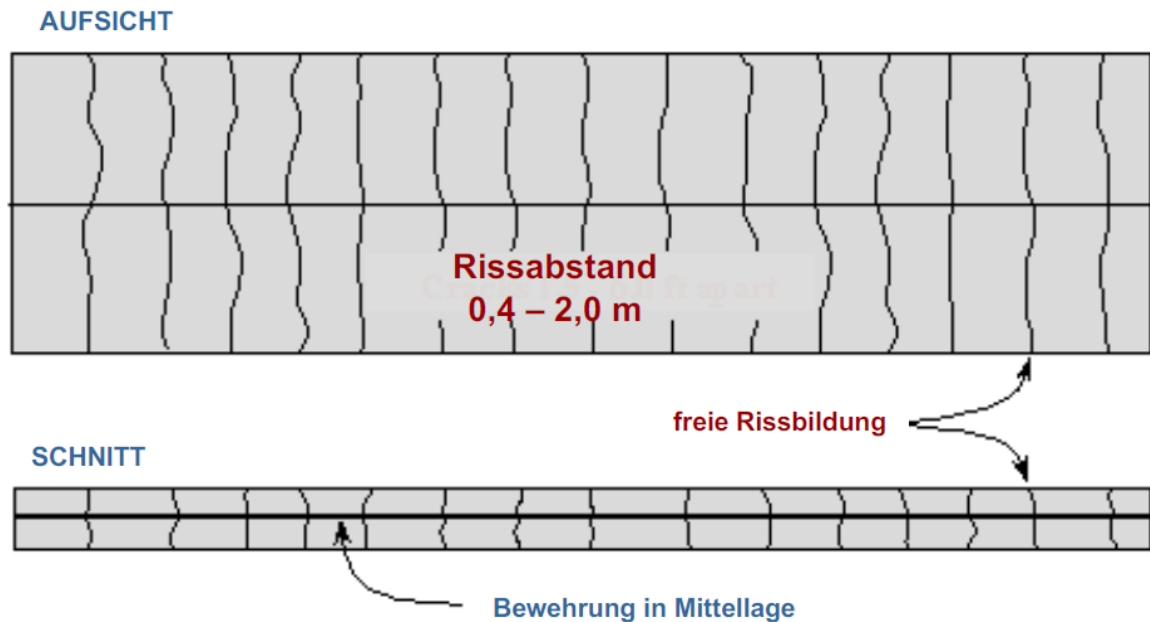 AUFSICHT
Rissabstand
0,4 – 2,0 m
freie Rissbildung
SCHNITT
Bewehrung in Mittellage